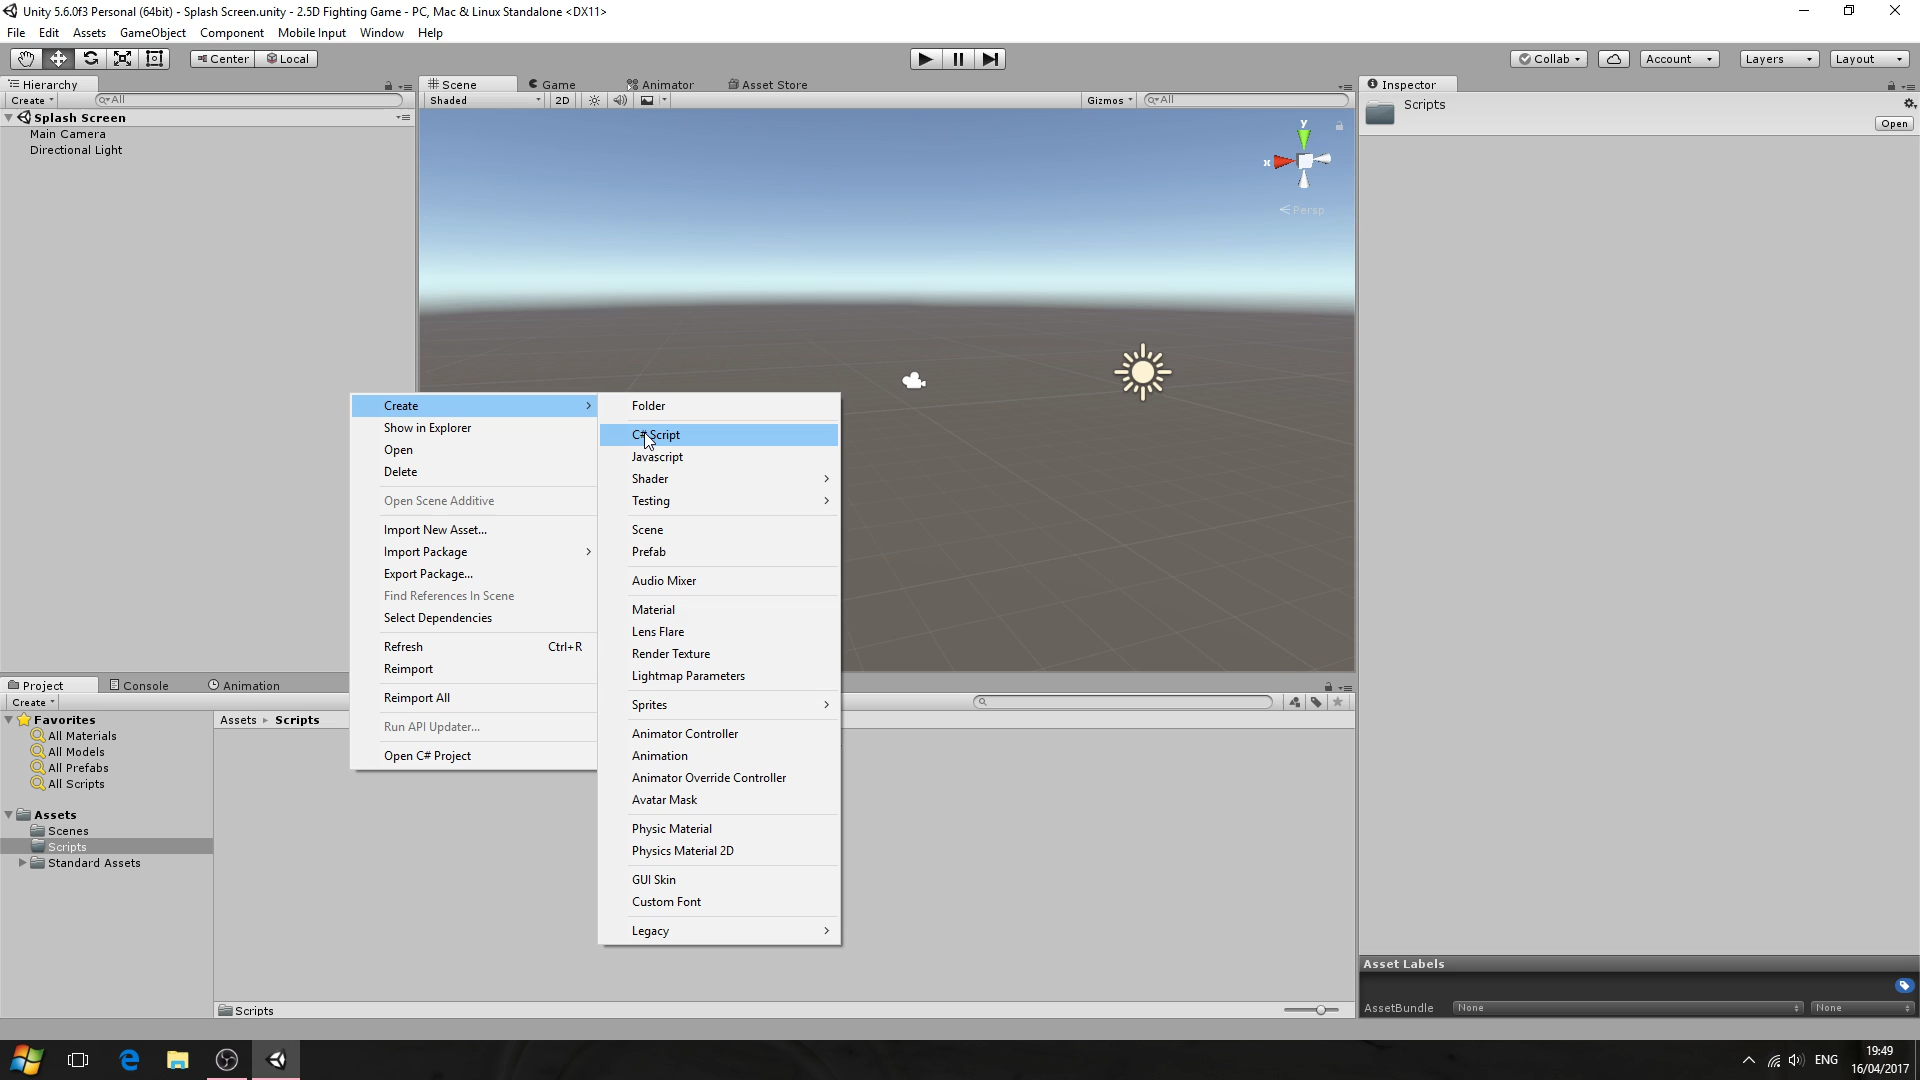 Unity 5.6.0f3 Personal (64bit) - Splash Screen.unity - 2.5D Fighting Game - PC, Mac & Linux Standalone <DX11>
File Edit Assets GameObject Component Mobile Input Window Help
Center Local Collab Account Layers Layout
Hierarchy Scene Game Animator Asset Store Inspector
Create All Shaded 2D Gizmos All Scripts
Open
Splash Screen
Main Camera
Directional Light
y
x
Persp
Create
Show in Explorer
Open
Delete
Open Scene Additive
Import New Asset...
Import Package
Export Package...
Find References In Scene
Select Dependencies
Refresh Ctrl+R
Reimport
Reimport All
Run API Updater...
Open C# Project
Folder
C# Script
Javascript
Shader
Testing
Scene
Prefab
Audio Mixer
Material
Lens Flare
Render Texture
Lightmap Parameters
Sprites
Animator Controller
Animation
Animator Override Controller
Avatar Mask
Physic Material
Physics Material 2D
GUI Skin
Custom Font
Legacy
Project Console Animation
Create
Favorites
All Materials
All Models
All Prefabs
All Scripts
Assets
Scenes
Scripts
Standard Assets
Assets Scripts
Scripts
Asset Labels
AssetBundle None None
ENG
19:49
16/04/2017